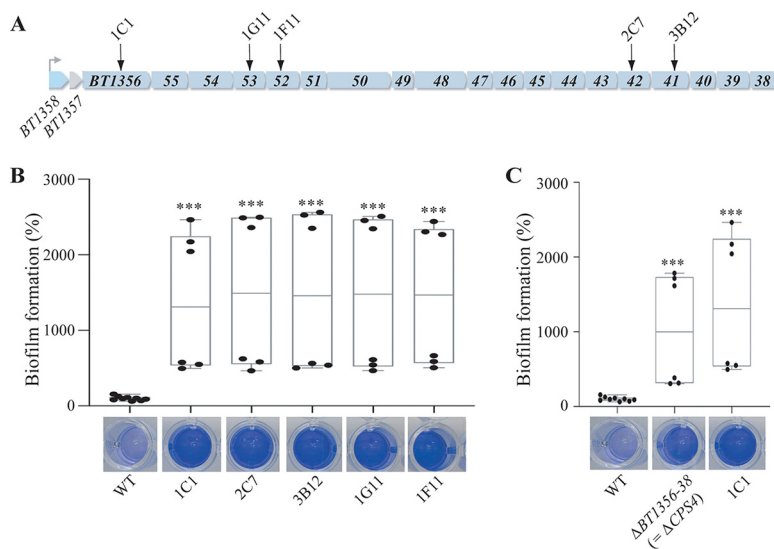 A
1C1 1G11 1F11 2C7 3B12
BT1356 55 54 53 52 51 50 49 48 47 46 45 44 43 42 41 40 39 38
BT1358
BT1357
B
Biofilm formation (%)
3000
2000
1000
0
*** *** *** *** ***
WT 1C1 2C7 3B12 1G11 1F11
C
Biofilm formation (%)
3000
2000
1000
0
*** ***
WT
ΔBT1356-38
(= ΔCPS4)
1C1